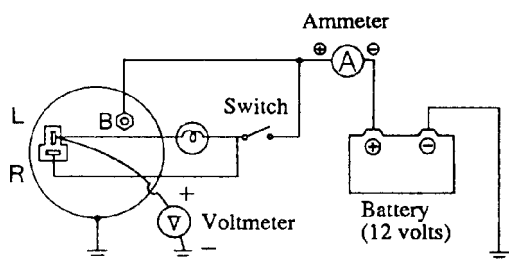 Ammeter
⊕ A ⊖
L
B
Switch
R
+
V
Voltmeter
−
⊕ ⊖
Battery
(12 volts)